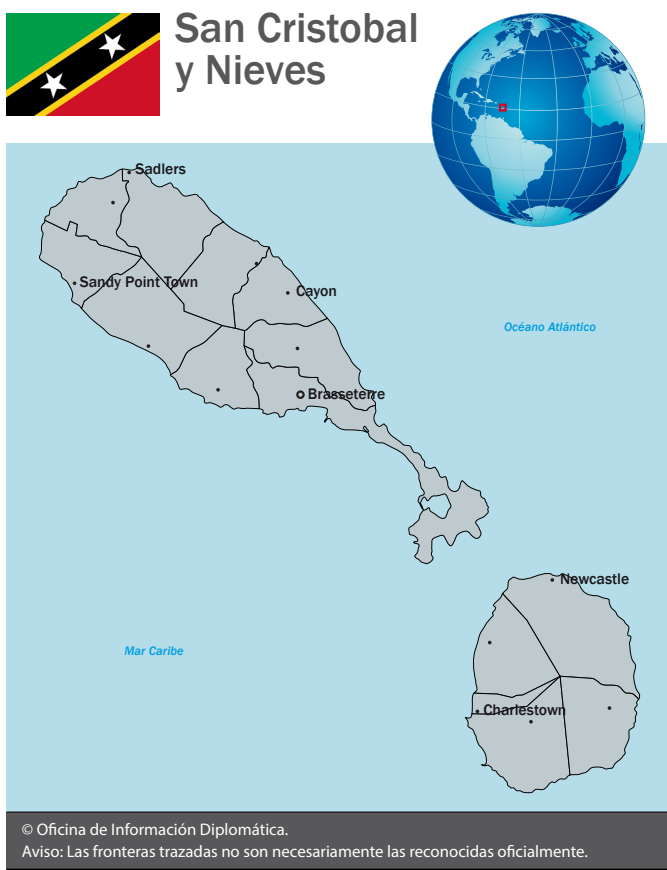 San Cristobal
y Nieves
Sadlers
Sandy Point Town
Cayon
Océano Atlántico
Brasseterre
Newcastle
Mar Caribe
Charlestown
© Oficina de Información Diplomática.
Aviso: Las fronteras trazadas no son necesariamente las reconocidas oficialmente.